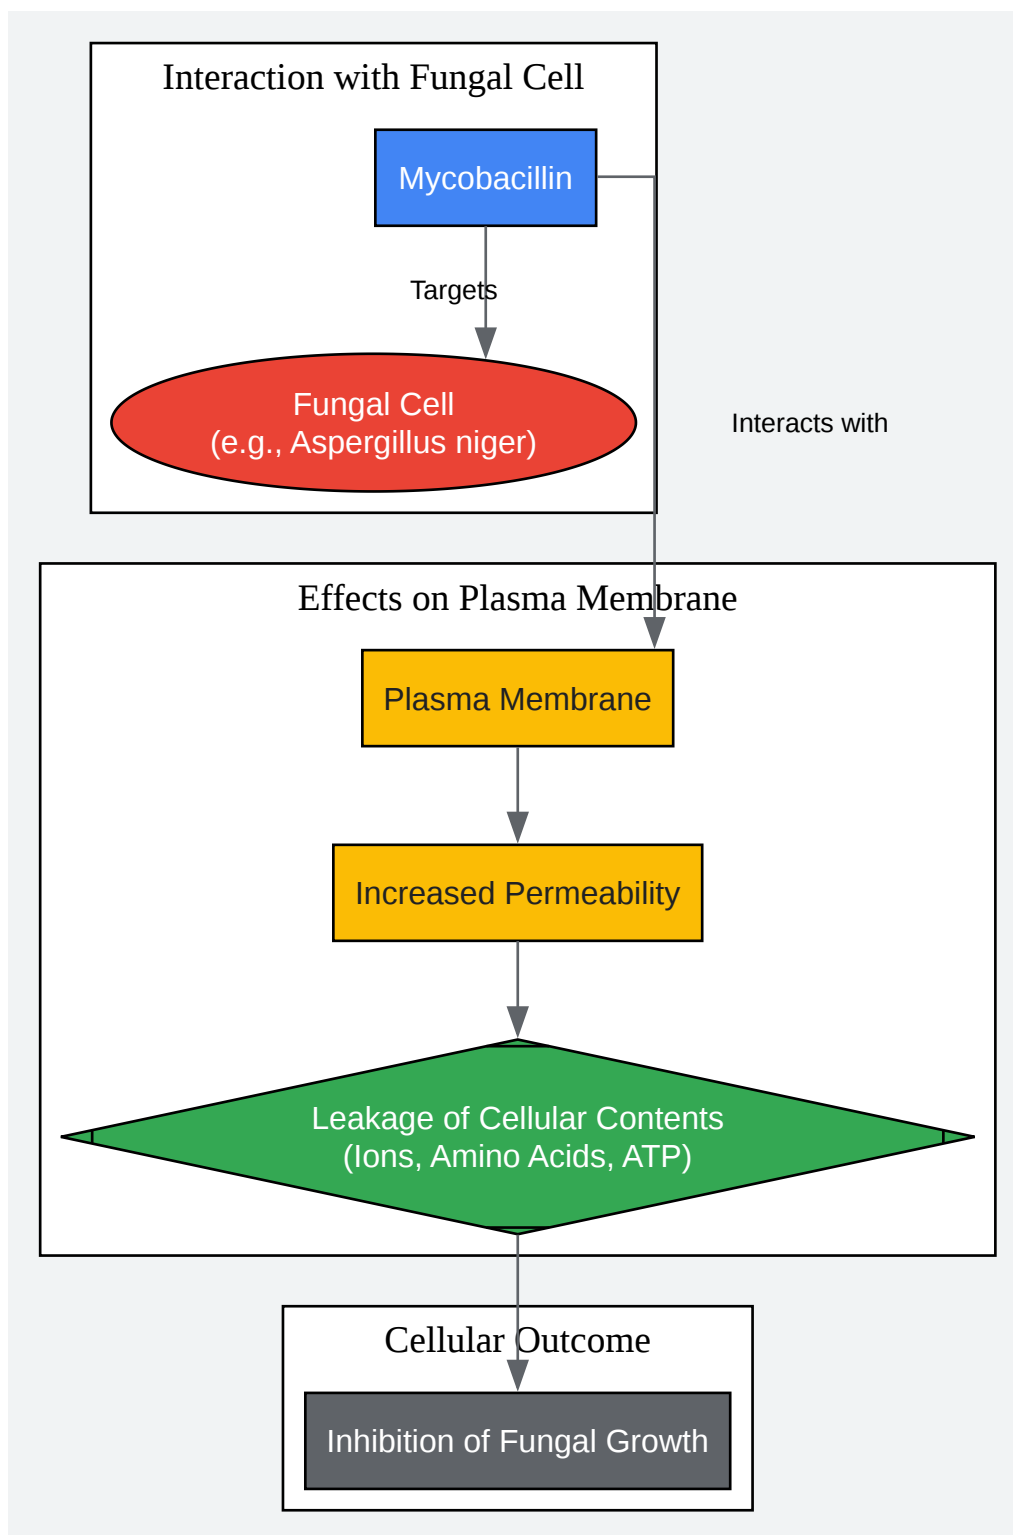 Interaction with Fungal Cell
Mycobacillin
Targets
Fungal Cell
(e.g., Aspergillus niger)
Interacts with
Effects on Plasma Membrane
Plasma Membrane
Increased Permeability
Leakage of Cellular Contents
(Ions, Amino Acids, ATP)
Cellular Outcome
Inhibition of Fungal Growth